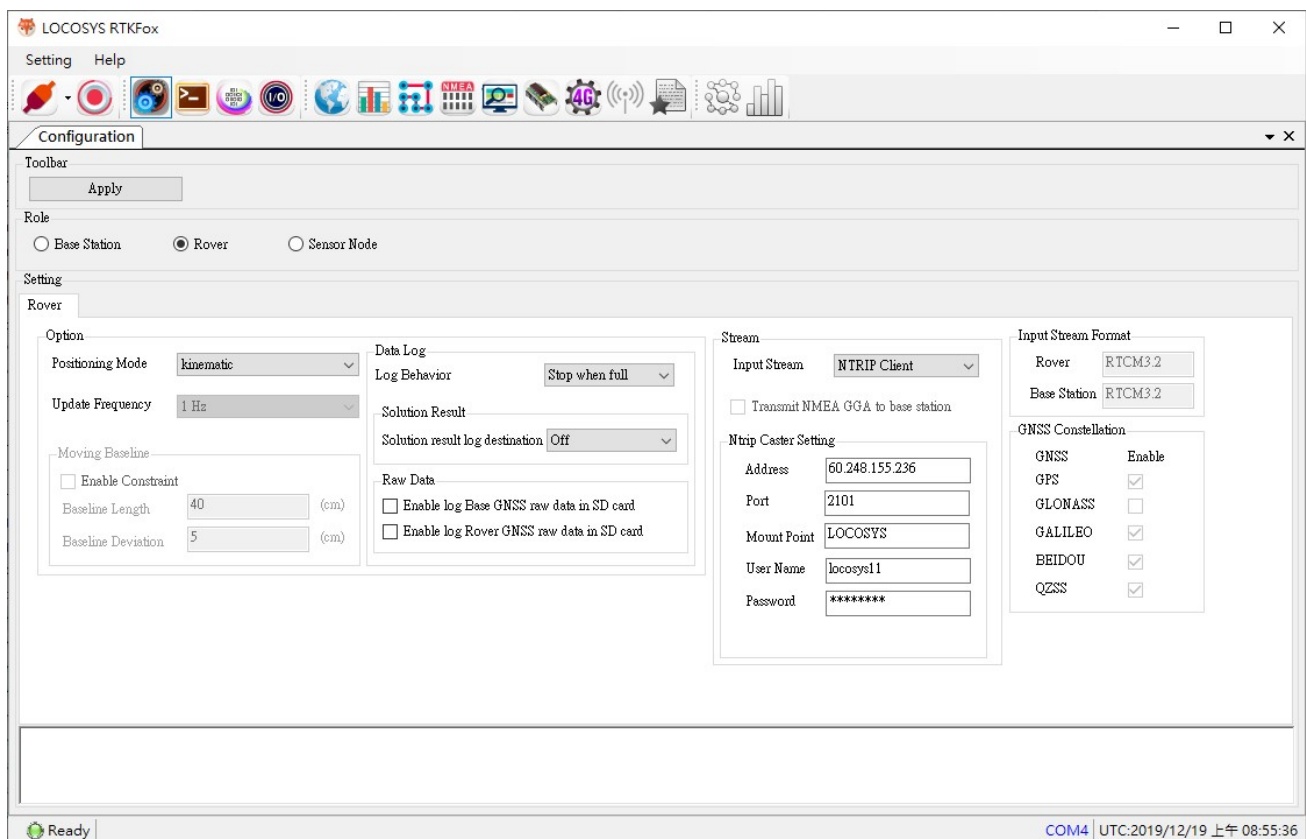 LOCOSYS RTKFox
Setting Help
NMEA
4G
I/O
Configuration
Toolbar
Apply
Role
Base Station Rover Sensor Node
Setting
Rover
Option
Positioning Mode kinematic
Update Frequency 1 Hz
Moving Baseline
Enable Constraint
Baseline Length 40 (cm)
Baseline Deviation 5 (cm)
Data Log
Log Behavior Stop when full
Solution Result
Solution result log destination Off
Raw Data
Enable log Base GNSS raw data in SD card
Enable log Rover GNSS raw data in SD card
Stream
Input Stream NTRIP Client
Transmit NMEA GGA to base station
Ntrip Caster Setting
Address 60.248.155.236
Port 2101
Mount Point LOCOSYS
User Name locosys11
Password ********
Input Stream Format
Rover RTCM3.2
Base Station RTCM3.2
GNSS Constellation
GNSS Enable
GPS
GLONASS
GALILEO
BEIDOU
QZSS
Ready COM4 UTC:2019/12/19 上午 08:55:36